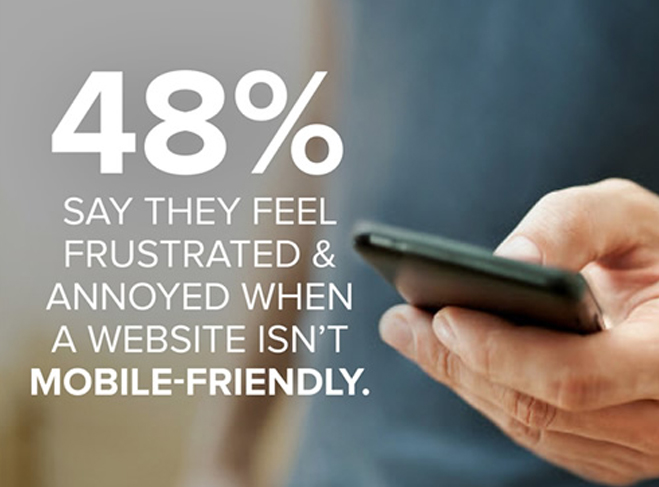 48%
SAY THEY FEEL
FRUSTRATED &
ANNOYED WHEN
A WEBSITE ISN’T
MOBILE-FRIENDLY.